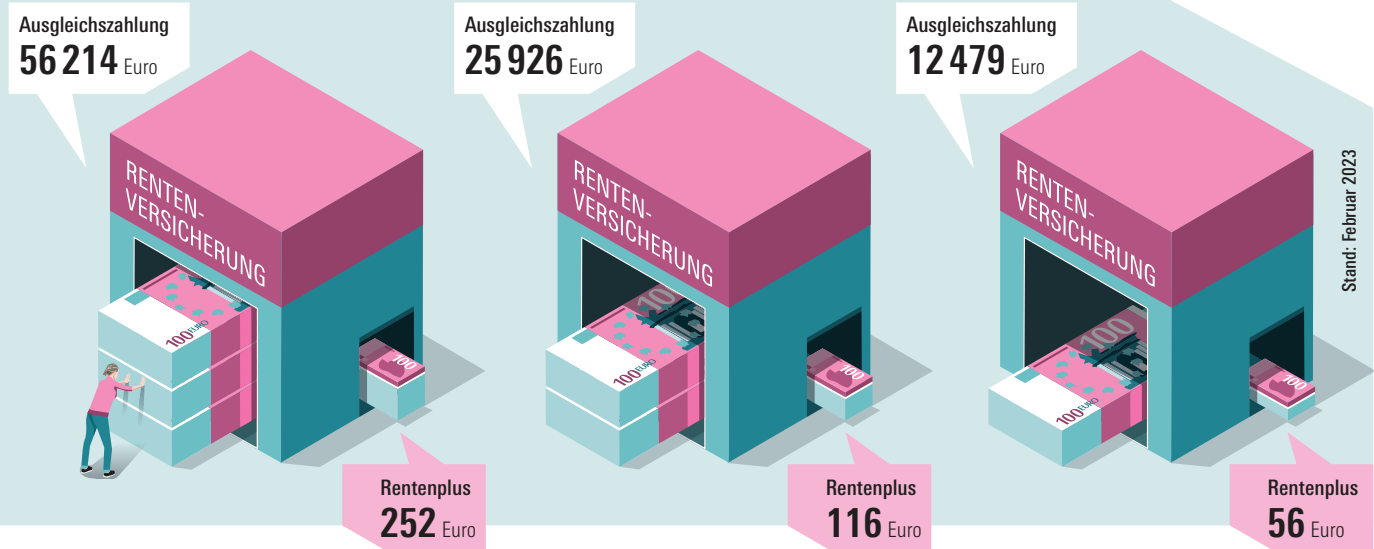 Ausgleichszahlung
56 214 Euro
Ausgleichszahlung
25 926 Euro
Ausgleichszahlung
12 479 Euro
RENTEN-
VERSICHERUNG
100 EURO
100
RENTEN-
VERSICHERUNG
100
100 EURO
100
RENTEN-
VERSICHERUNG
100
100 EURO
100
Stand: Februar 2023
Rentenplus
252 Euro
Rentenplus
116 Euro
Rentenplus
56 Euro